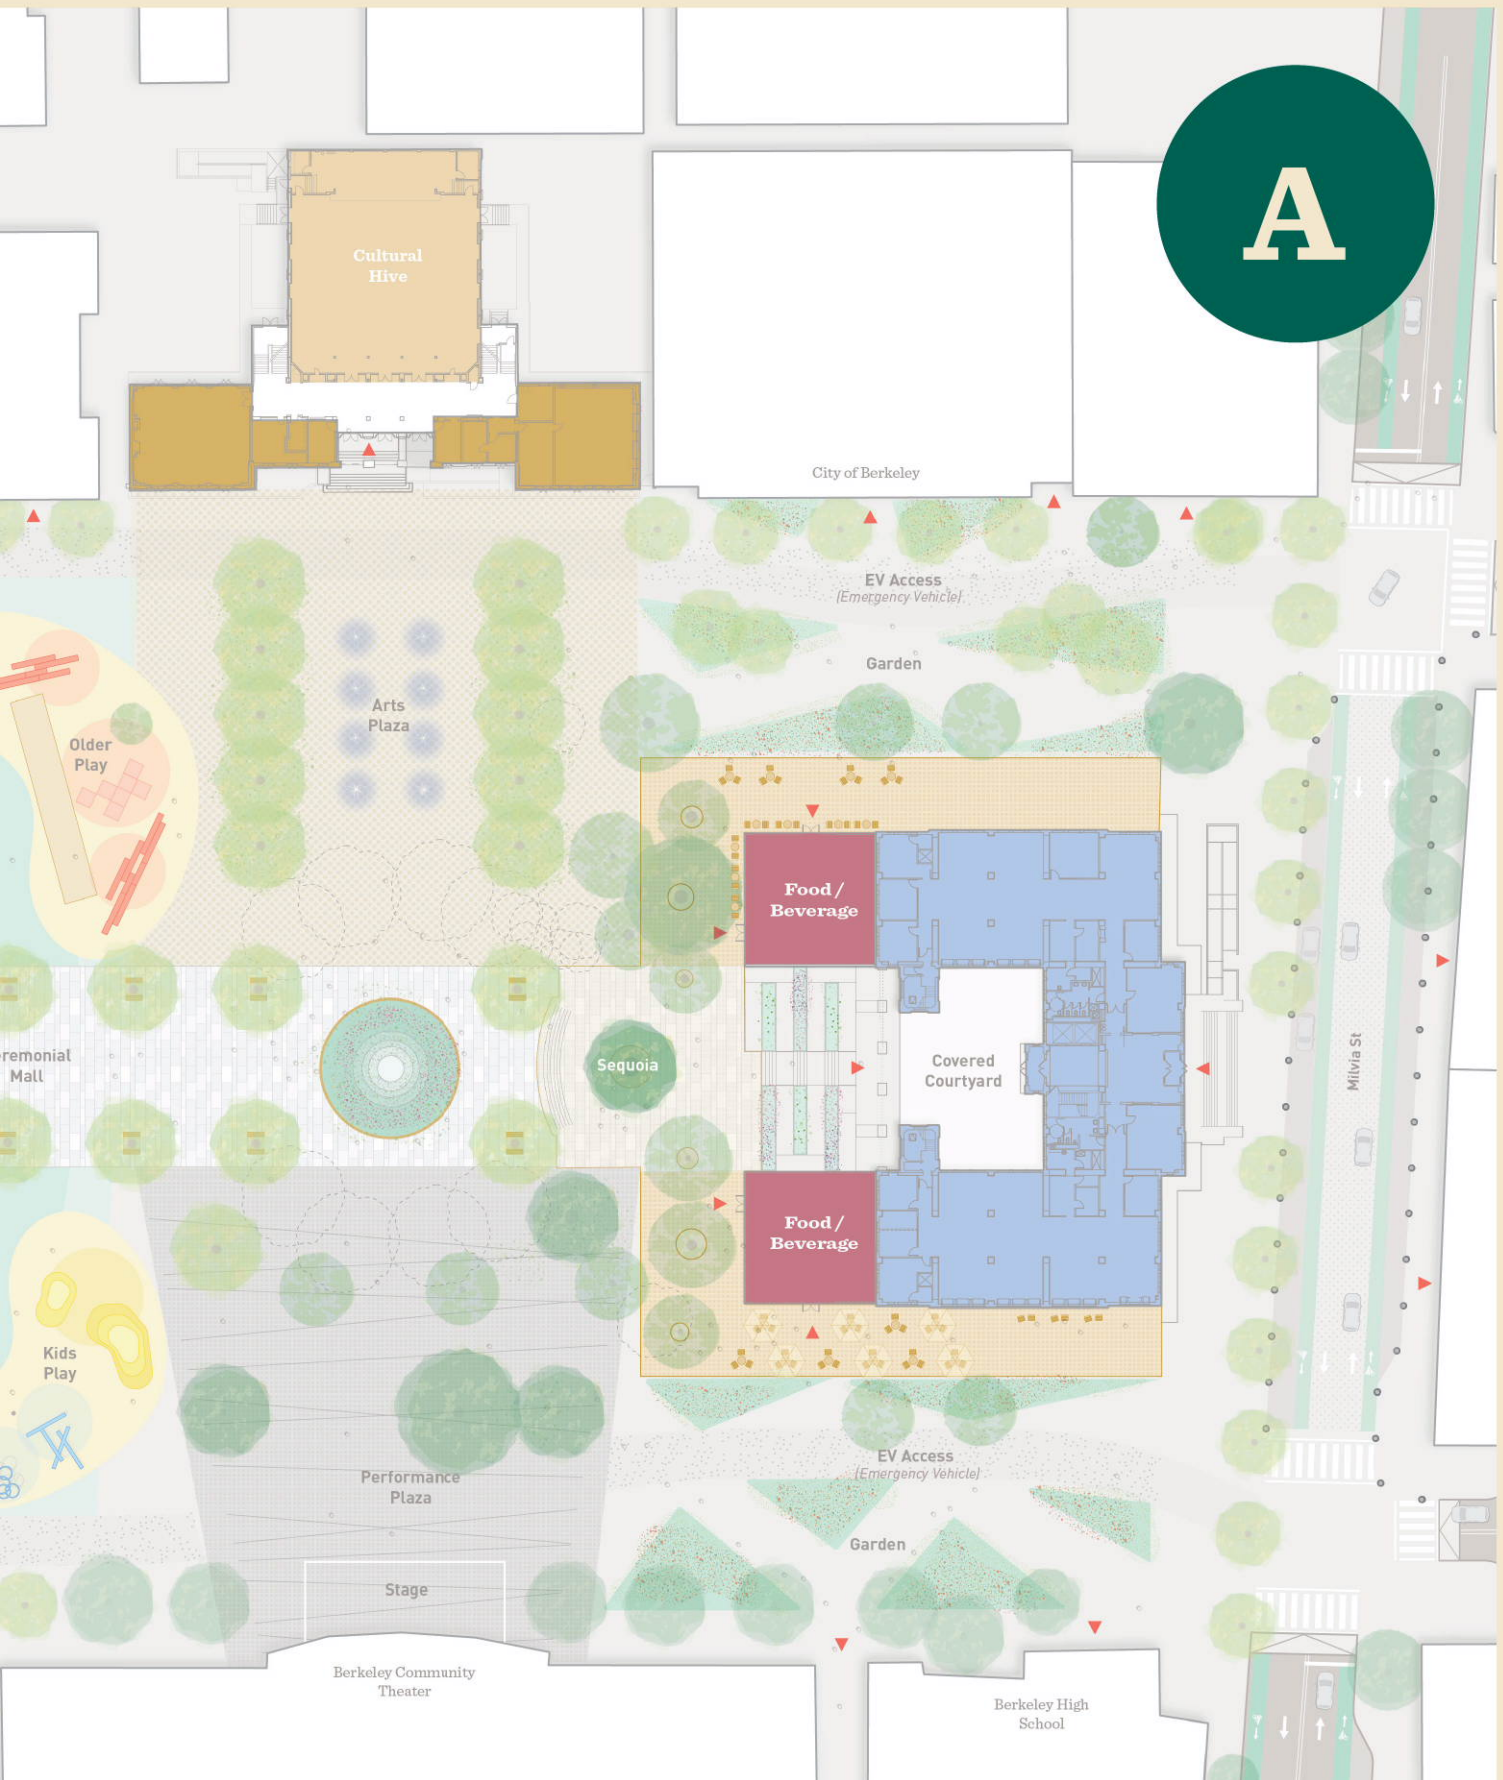 A
Cultural
Hive
City of Berkeley
EV Access
(Emergency Vehicle)
Garden
Arts
Plaza
Older
Play
Food /
Beverage
Sequoia
Covered
Courtyard
Milvia St
Mall
Food /
Beverage
Kids
Play
Performance
Plaza
EV Access
(Emergency Vehicle)
Garden
Stage
Berkeley Community
Theater
Berkeley High
School